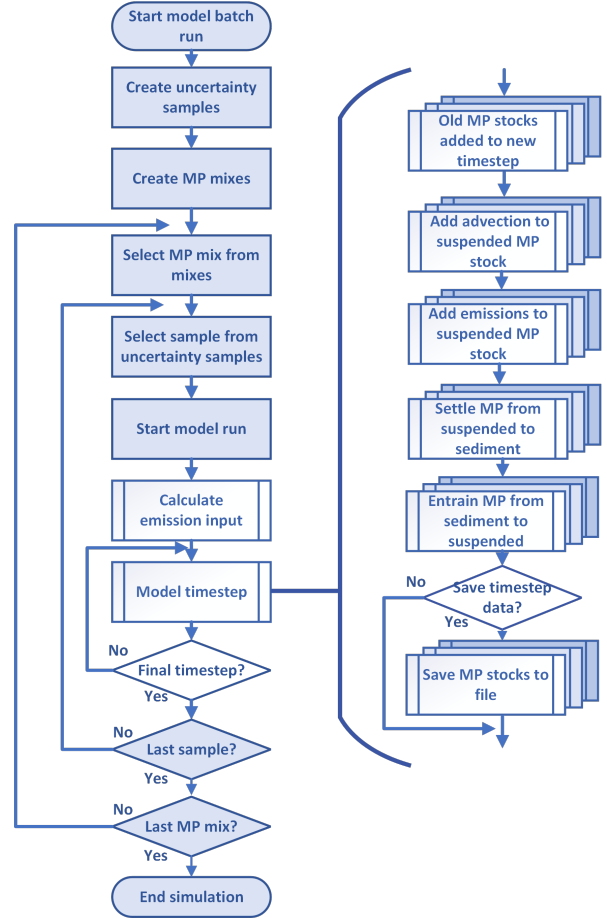 Start model batch
run
Create uncertainty
samples
Create MP mixes
Select MP mix from
mixes
Select sample from
uncertainty samples
Start model run
Calculate
emission input
Model timestep
No
Final timestep?
Yes
No
Last sample?
Yes
No
Last MP mix?
Yes
End simulation
Old MP stocks
added to new
timestep
Add advection to
suspended MP
stock
Add emissions to
suspended MP
stock
Settle MP from
suspended to
sediment
Entrain MP from
sediment to
suspended
No
Save timestep
data?
Yes
Save MP stocks to
file